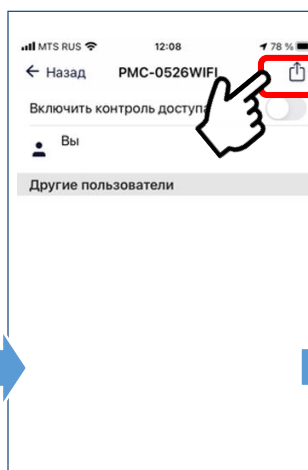 MTS RUS 12:08 78 %
Назад PMC-0526WIFI
Включить контроль доступа
Вы
Другие пользователи